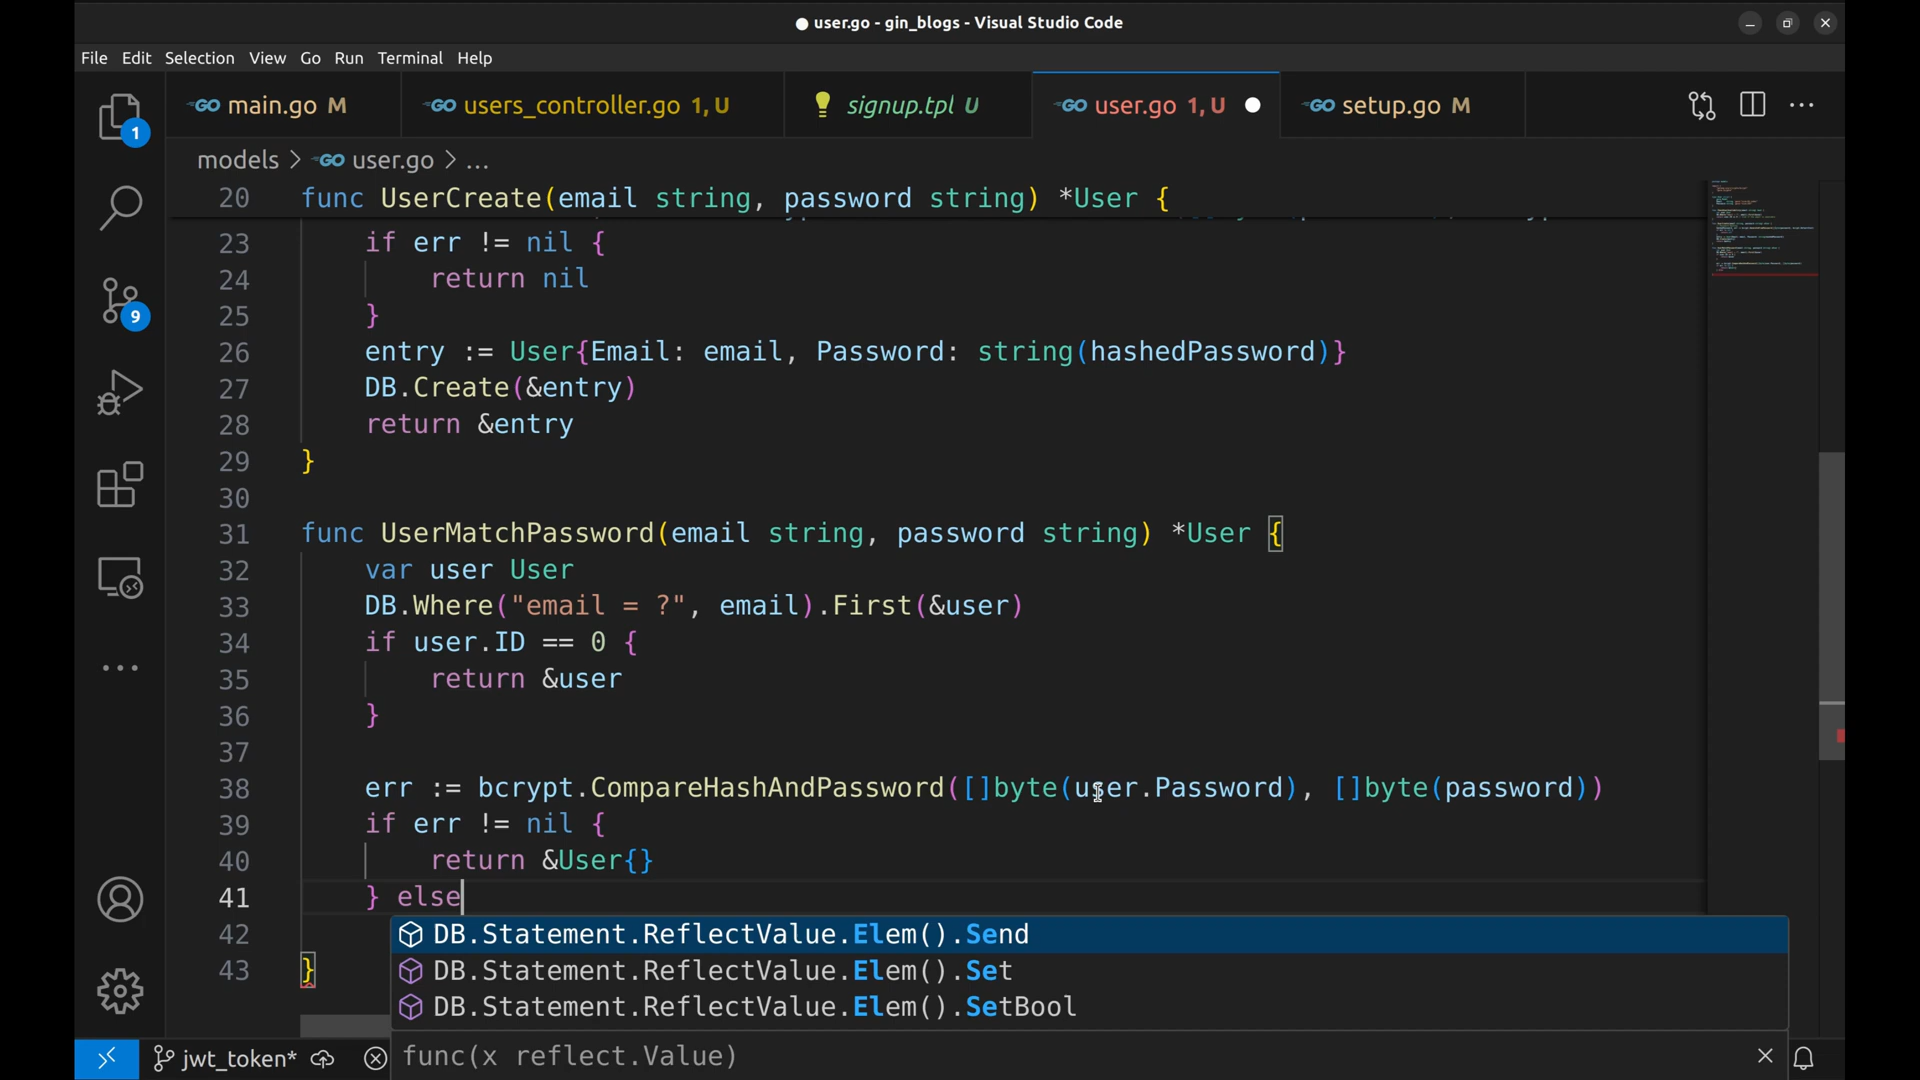 user.go - gin_blogs - Visual Studio Code
File Edit Selection View Go Run Terminal Help
GO main.go M GO users_controller.go 1, U signup.tpl U GO user.go 1, U GO setup.go M
1
models > GO user.go > ...
20 func UserCreate(email string, password string) *User {
23 if err != nil {
24 return nil
25 }
9
26 entry := User{Email: email, Password: string(hashedPassword)}
27 DB.Create(&entry)
28 return &entry
29 }
30
31 func UserMatchPassword(email string, password string) *User {
32 var user User
33 DB.Where("email = ?", email).First(&user)
34 if user.ID == 0 {
35 return &user
36 }
37
38 err := bcrypt.CompareHashAndPassword([]byte(user.Password), []byte(password))
39 if err != nil {
40 return &User{}
41 } else
42 DB.Statement.ReflectValue.Elem().Send
43 } DB.Statement.ReflectValue.Elem().Set
DB.Statement.ReflectValue.Elem().SetBool
jwt_token* func(x reflect.Value)